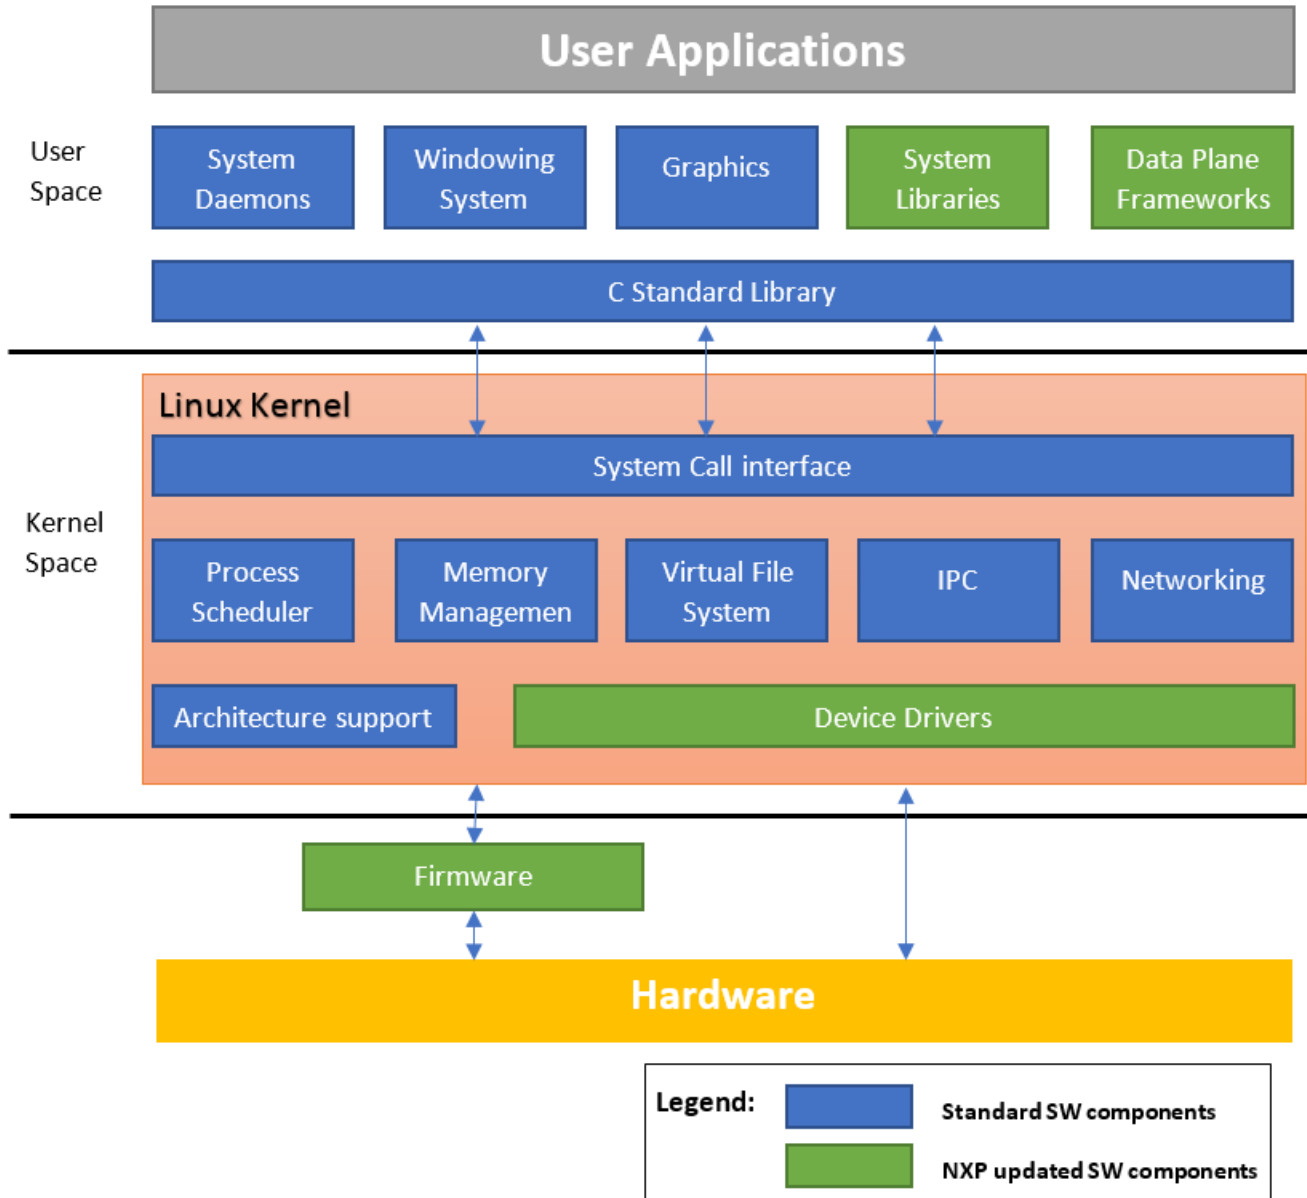 User Applications
User
Space
System
Daemons
Windowing
System
Graphics
System
Libraries
Data Plane
Frameworks
C Standard Library
Linux Kernel
System Call interface
Kernel
Space
Process
Scheduler
Memory
Managemen
Virtual File
System
IPC
Networking
Architecture support
Device Drivers
Firmware
Hardware
Legend:
Standard SW components
NXP updated SW components